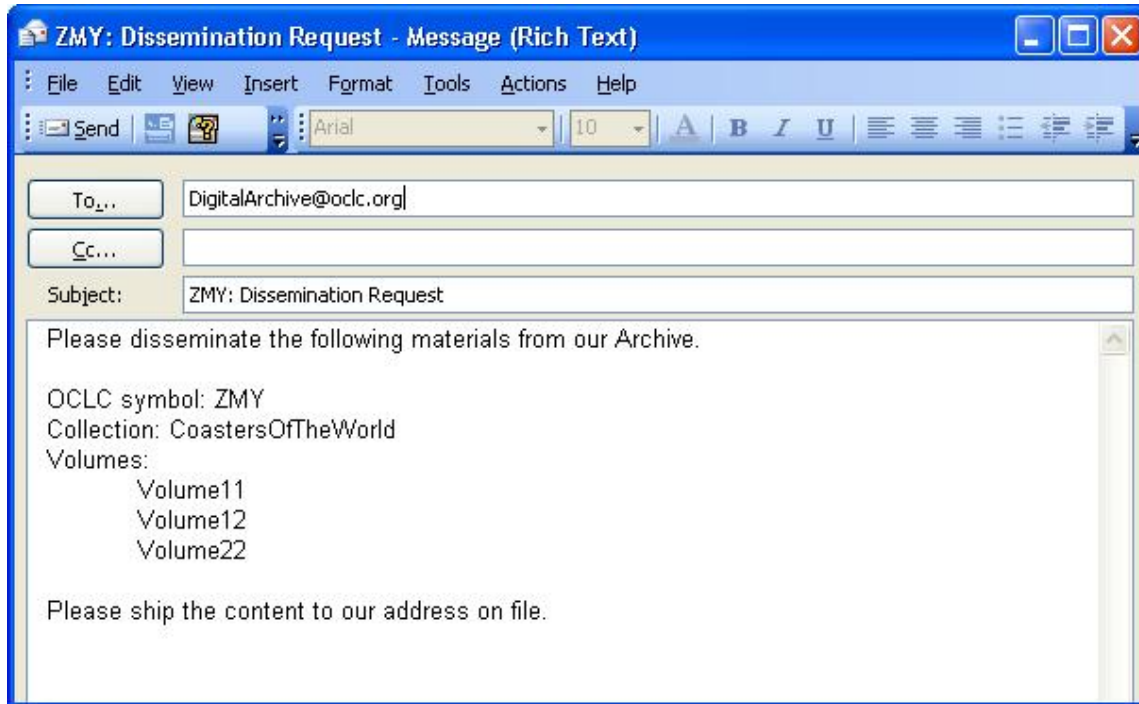 ZMY: Dissemination Request - Message (Rich Text)
File Edit View Insert Format Tools Actions Help
Send Arial 10 A B I U
To... DigitalArchive@oclc.org
Cc...
Subject: ZMY: Dissemination Request
Please disseminate the following materials from our Archive.
OCLC symbol: ZMY
Collection: CoastersOfTheWorld
Volumes:
Volume11
Volume12
Volume22
Please ship the content to our address on file.